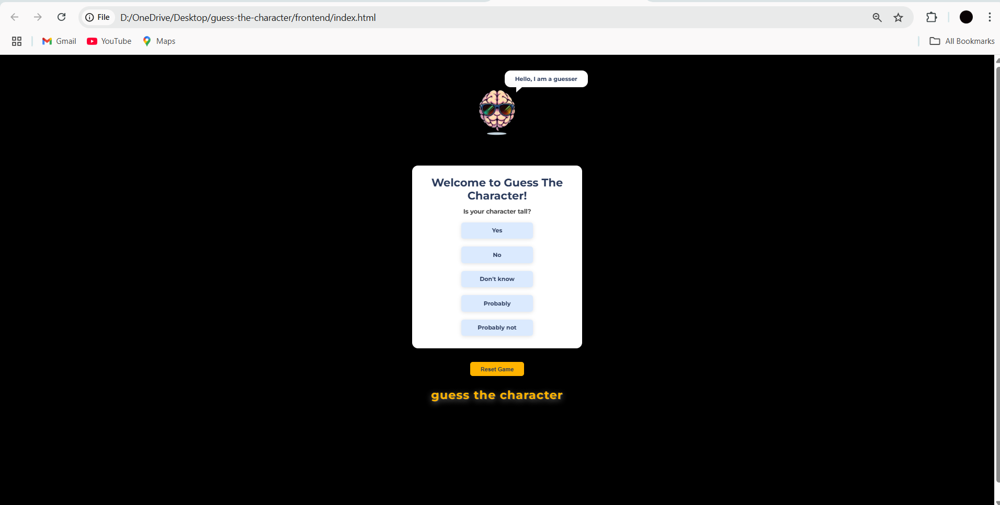 File D:/OneDrive/Desktop/guess-the-character/frontend/index.html
Gmail YouTube Maps All Bookmarks
Hello, I am a guesser
Welcome to Guess The
Character!
Is your character tall?
Yes
No
Don't know
Probably
Probably not
Reset Game
guess the character